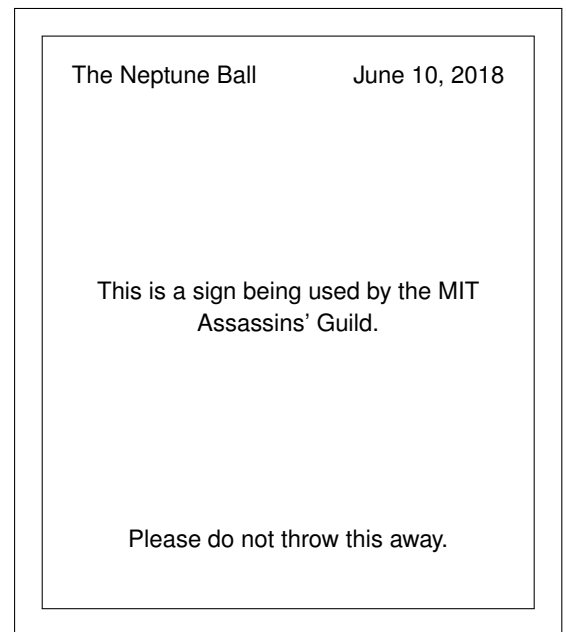 The Neptune Ball June 10, 2018
This is a sign being used by the MIT
Assassins’ Guild.
Please do not throw this away.